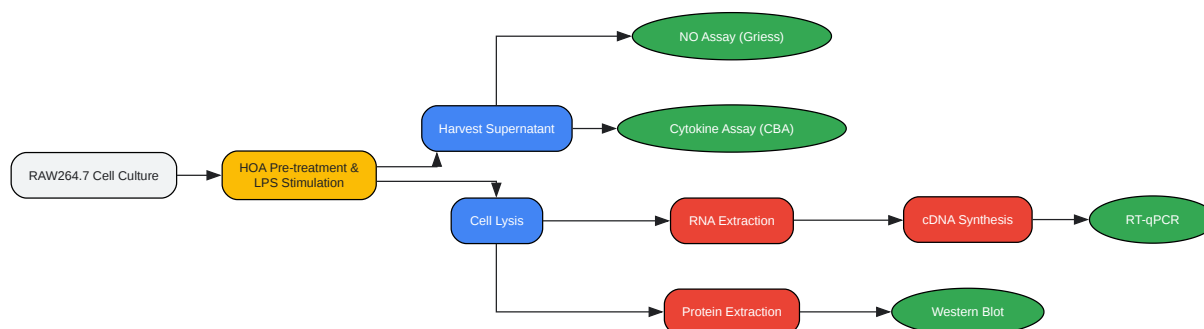 NO Assay (Griess)
Harvest Supernatant
Cytokine Assay (CBA)
RAW264.7 Cell Culture
HOA Pre-treatment &
LPS Stimulation
Cell Lysis
RNA Extraction
cDNA Synthesis
RT-qPCR
Protein Extraction
Western Blot